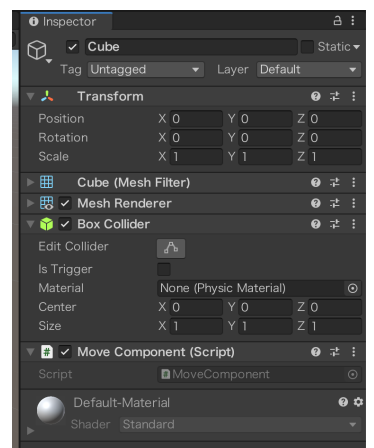 Inspector
Cube Static
Tag Untagged Layer Default
Transform
Position X 0 Y 0 Z 0
Rotation X 0 Y 0 Z 0
Scale X 1 Y 1 Z 1
Cube (Mesh Filter)
Mesh Renderer
Box Collider
Edit Collider
Is Trigger
Material None (Physic Material)
Center X 0 Y 0 Z 0
Size X 1 Y 1 Z 1
# Move Component (Script)
Script # MoveComponent
Default-Material
Shader Standard